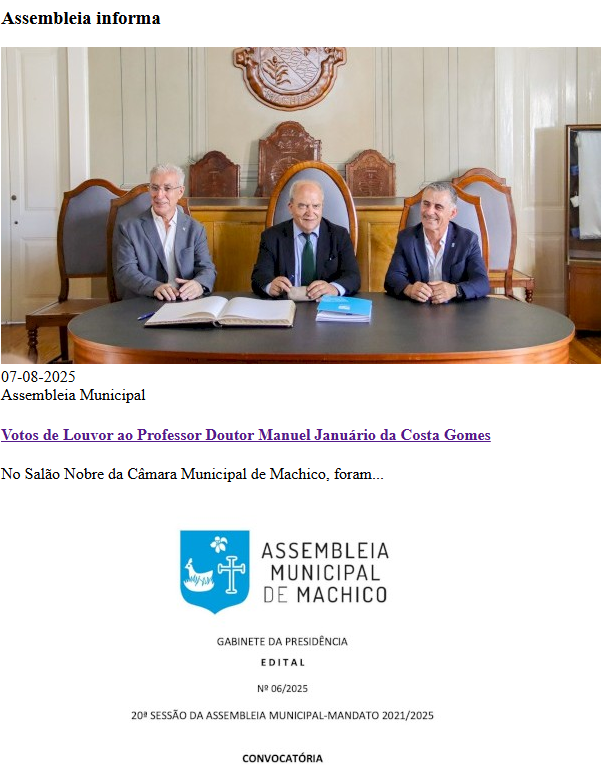 Assembleia informa
07-08-2025
Assembleia Municipal
Votos de Louvor ao Professor Doutor Manuel Januário da Costa Gomes
No Salão Nobre da Câmara Municipal de Machico, foram...
ASSEMBLEIA
MUNICIPAL
DE MACHICO
GABINETE DA PRESIDÊNCIA
EDITAL
Nº 06/2025
20ª SESSÃO DA ASSEMBLEIA MUNICIPAL-MANDATO 2021/2025
CONVOCATÓRIA